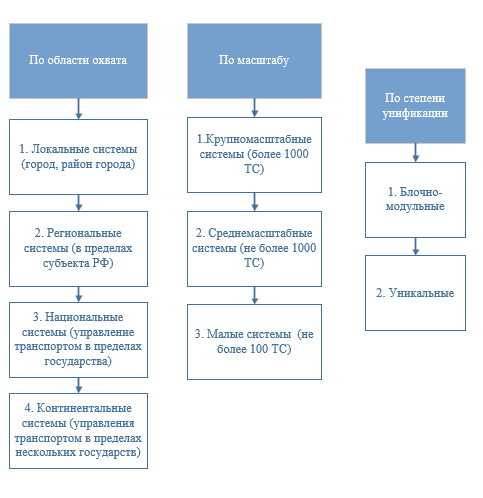 По области охвата
1. Локальные системы
(город, район города)
2. Региональные
системы (в пределах
субъекта РФ)
3. Национальные
системы (управление
транспортом в пределах
государства)
4. Континентальные
системы (управления
транспортом в пределах
нескольких государств)
По масштабу
1.Крупномасштабные
системы (более 1000
ТС)
2. Среднемасштабные
системы (не более 1000
ТС)
3. Малые системы (не
более 100 ТС)
По степени
унификации
1. Блочно-
модульные
2. Уникальные